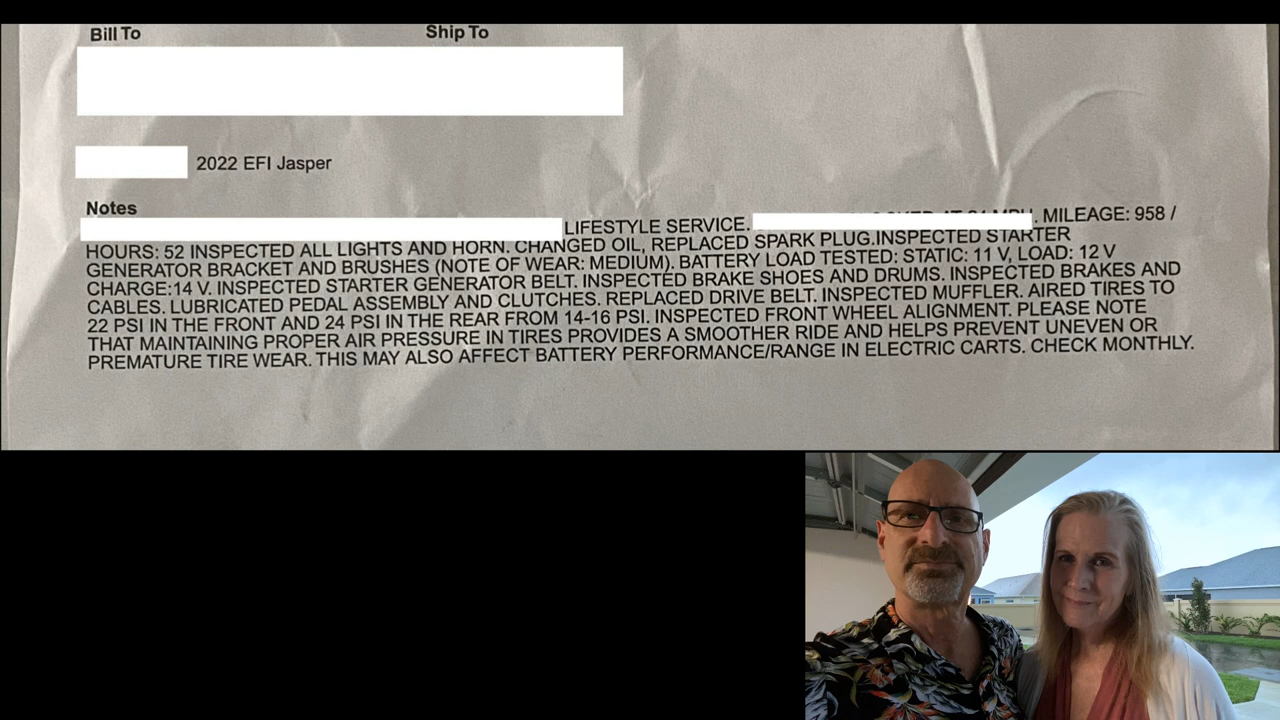 Bill To Ship To
2022 EFI Jasper
Notes
LIFESTYLE SERVICE. MPH. MILEAGE: 958 /
HOURS: 52 INSPECTED ALL LIGHTS AND HORN. CHANGED OIL, REPLACED SPARK PLUG.INSPECTED STARTER
GENERATOR BRACKET AND BRUSHES (NOTE OF WEAR: MEDIUM). BATTERY LOAD TESTED: STATIC: 11 V, LOAD: 12 V
CHARGE:14 V. INSPECTED STARTER GENERATOR BELT. INSPECTED BRAKE SHOES AND DRUMS. INSPECTED BRAKES AND
CABLES. LUBRICATED PEDAL ASSEMBLY AND CLUTCHES. REPLACED DRIVE BELT. INSPECTED MUFFLER. AIRED TIRES TO
22 PSI IN THE FRONT AND 24 PSI IN THE REAR FROM 14-16 PSI. INSPECTED FRONT WHEEL ALIGNMENT. PLEASE NOTE
THAT MAINTAINING PROPER AIR PRESSURE IN TIRES PROVIDES A SMOOTHER RIDE AND HELPS PREVENT UNEVEN OR
PREMATURE TIRE WEAR. THIS MAY ALSO AFFECT BATTERY PERFORMANCE/RANGE IN ELECTRIC CARTS. CHECK MONTHLY.